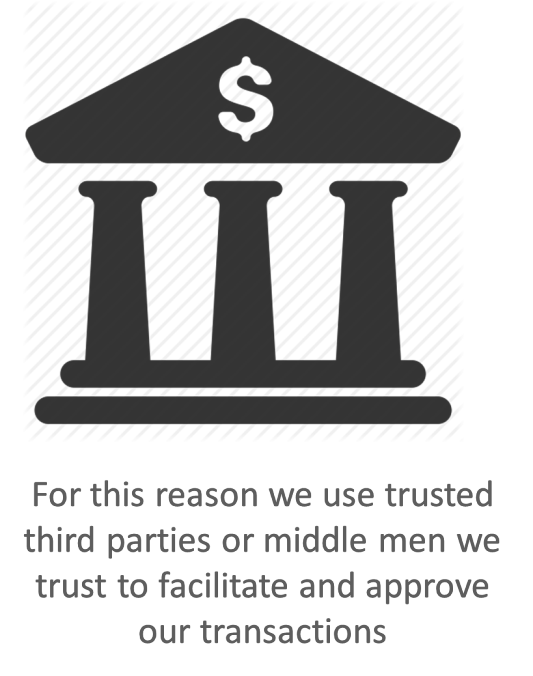 $
For this reason we use trusted
third parties or middle men we
trust to facilitate and approve
our transactions